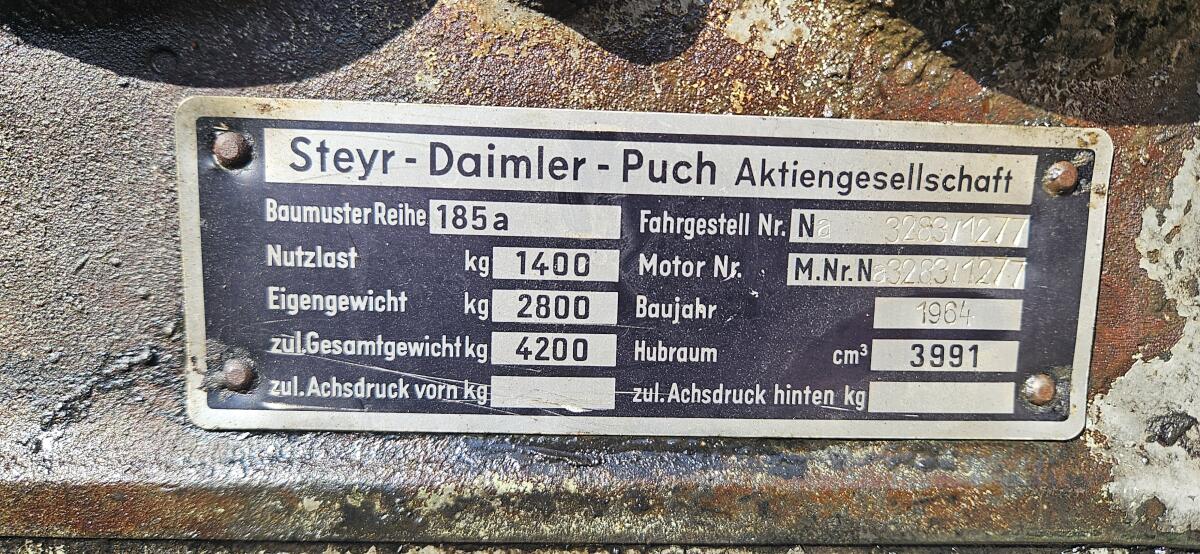 Steyr-Daimler-Puch Aktiengesellschaft
Baumuster Reihe 185a
Fahrgestell Nr. Na 3283/1277
Nutzlast kg 1400
Motor Nr. M.Nr.Na3283/1277
Eigengewicht kg 2800
Baujahr 1964
zul.Gesamtgewicht kg 4200
Hubraum cm³ 3991
zul.Achsdruck vorn kg
zul.Achsdruck hinten kg